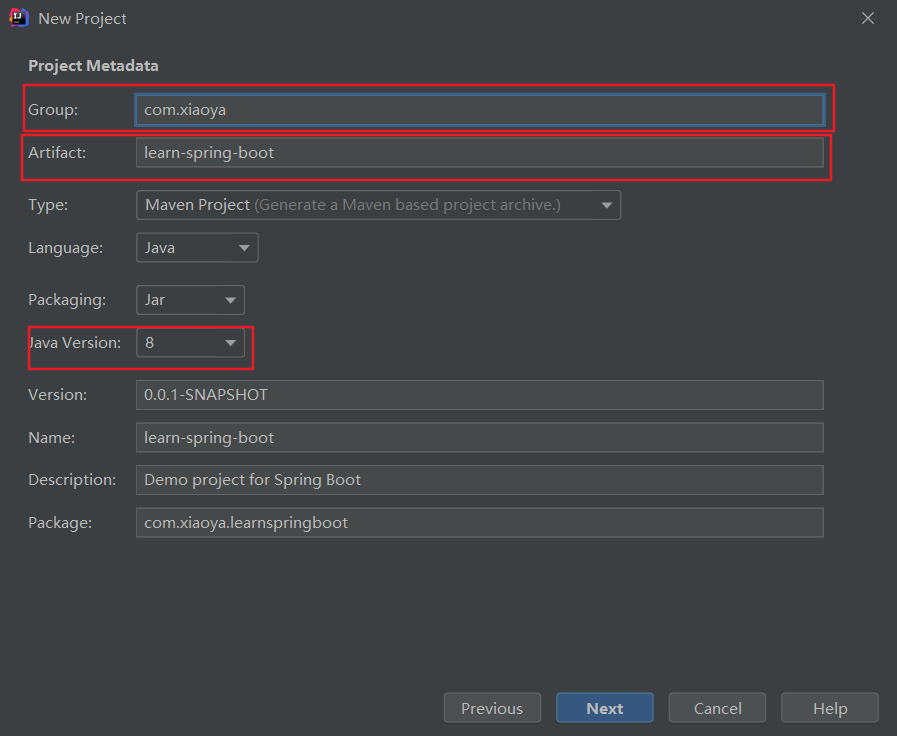 New Project
Project Metadata
Group: com.xiaoya
Artifact: learn-spring-boot
Type: Maven Project (Generate a Maven based project archive.)
Language: Java
Packaging: Jar
Java Version: 8
Version: 0.0.1-SNAPSHOT
Name: learn-spring-boot
Description: Demo project for Spring Boot
Package: com.xiaoya.learnspringboot
Previous Next Cancel Help